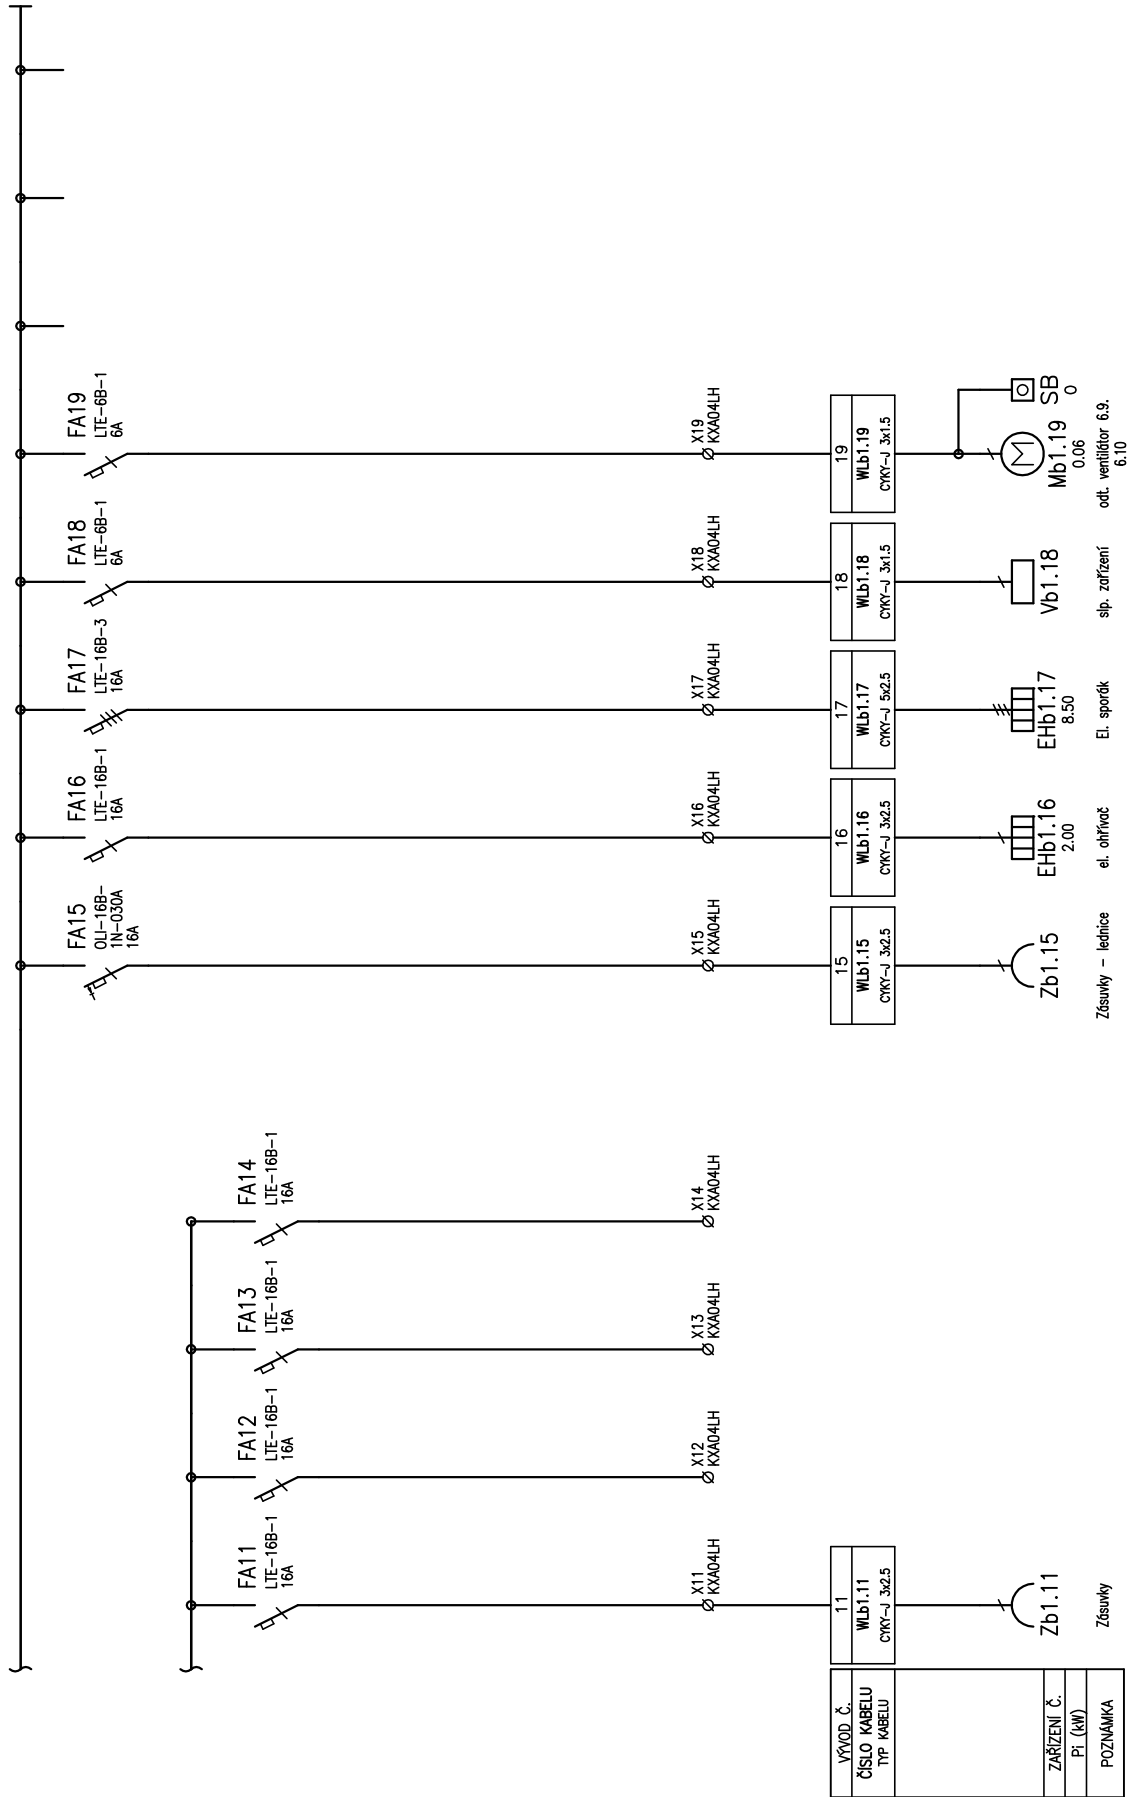 FA11
LTE-16B-1
16A
FA12
LTE-16B-1
16A
FA13
LTE-16B-1
16A
FA14
LTE-16B-1
16A
FA15
OLI-16B-
1N-030A
16A
FA16
LTE-16B-1
16A
FA17
LTE-16B-3
16A
FA18
LTE-6B-1
6A
FA19
LTE-6B-1
6A
X11
KXA04LH
X12
KXA04LH
X13
KXA04LH
X14
KXA04LH
X15
KXA04LH
X16
KXA04LH
X17
KXA04LH
X18
KXA04LH
X19
KXA04LH
VÝVOD Č.
ČÍSLO KABELU
TYP KABELU
ZAŘÍZENÍ Č.
Pi (kW)
POZNÁMKA
11
WLb1.11
CYKY-J 3x2.5
Zb1.11
Zásuvky
15
WLb1.15
CYKY-J 3x2.5
Zb1.15
Zásuvky – lednice
16
WLb1.16
CYKY-J 3x2.5
EHb1.16
2.00
el. ohřívač
17
WLb1.17
CYKY-J 5x2.5
EHb1.17
8.50
El. sporák
18
WLb1.18
CYKY-J 3x1.5
Vb1.18
slp. zařízení
19
WLb1.19
CYKY-J 3x1.5
M
Mb1.19
0.06
SB
0
odt. ventilátor 6.9.
6.10